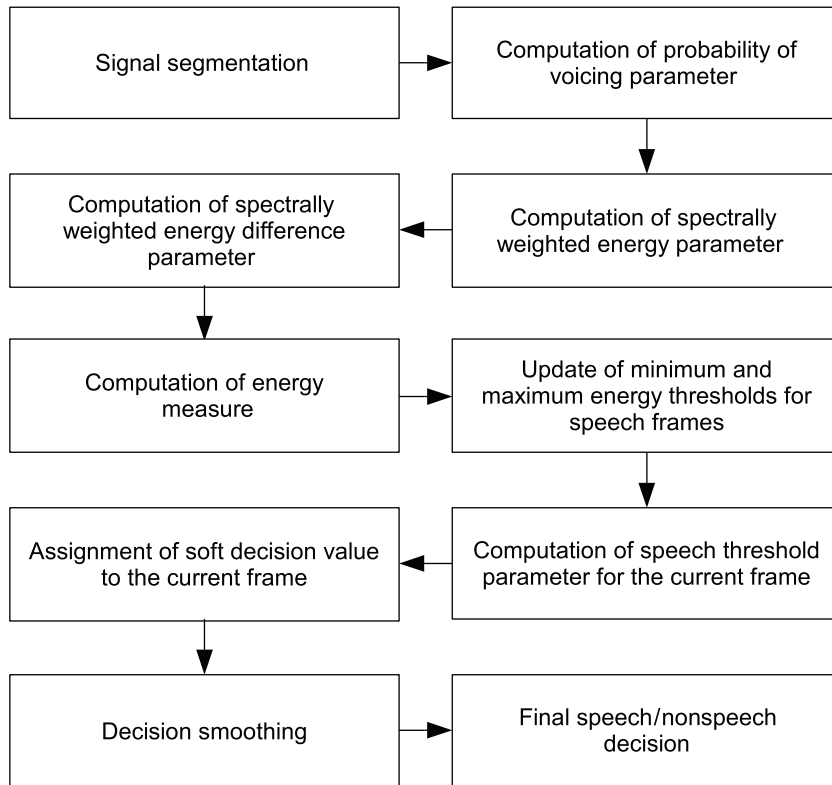 Signal segmentation
Computation of probability of
voicing parameter
Computation of spectrally
weighted energy parameter
Computation of spectrally
weighted energy difference
parameter
Computation of energy
measure
Update of minimum and
maximum energy thresholds for
speech frames
Computation of speech threshold
parameter for the current frame
Assignment of soft decision value
to the current frame
Decision smoothing
Final speech/nonspeech
decision